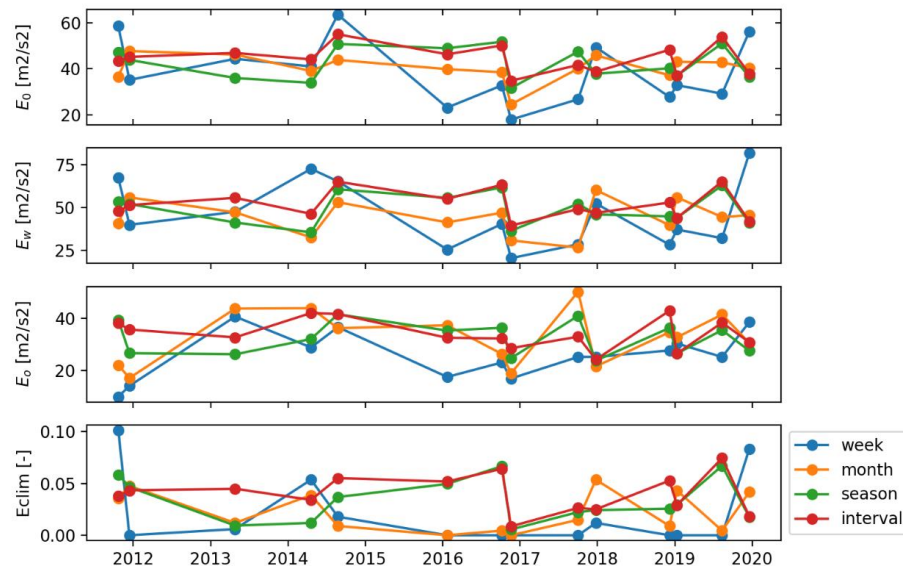 E0 [m2/s2]
60
40
20
Ew [m2/s2]
75
50
25
Eo [m2/s2]
40
20
Eclim [-]
0.10
0.05
0.00
2012 2013 2014 2015 2016 2017 2018 2019 2020
week
month
season
interval